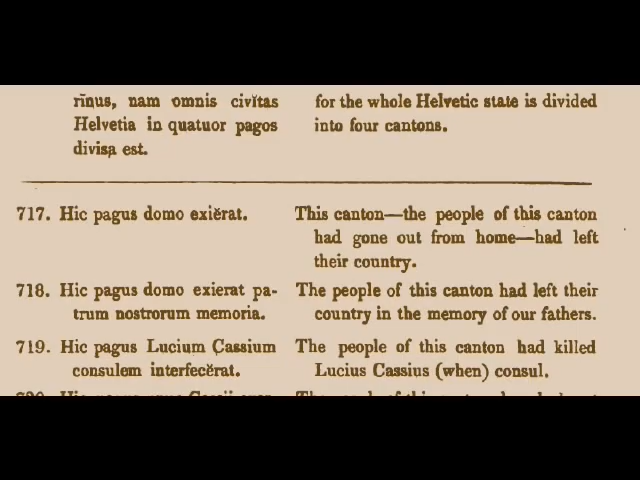 rīnus, nam omnis civĭtas
Helvetia in quatuor pagos
divisa est.
for the whole Helvetic state is divided
into four cantons.
717. Hic pagus domo exiĕrat.
This canton—the people of this canton
had gone out from home—had left
their country.
718. Hic pagus domo exierat pa-
trum nostrorum memoria.
The people of this canton had left their
country in the memory of our fathers.
719. Hic pagus Lucium Cassium
consulem interfecĕrat.
The people of this canton had killed
Lucius Cassius (when) consul.